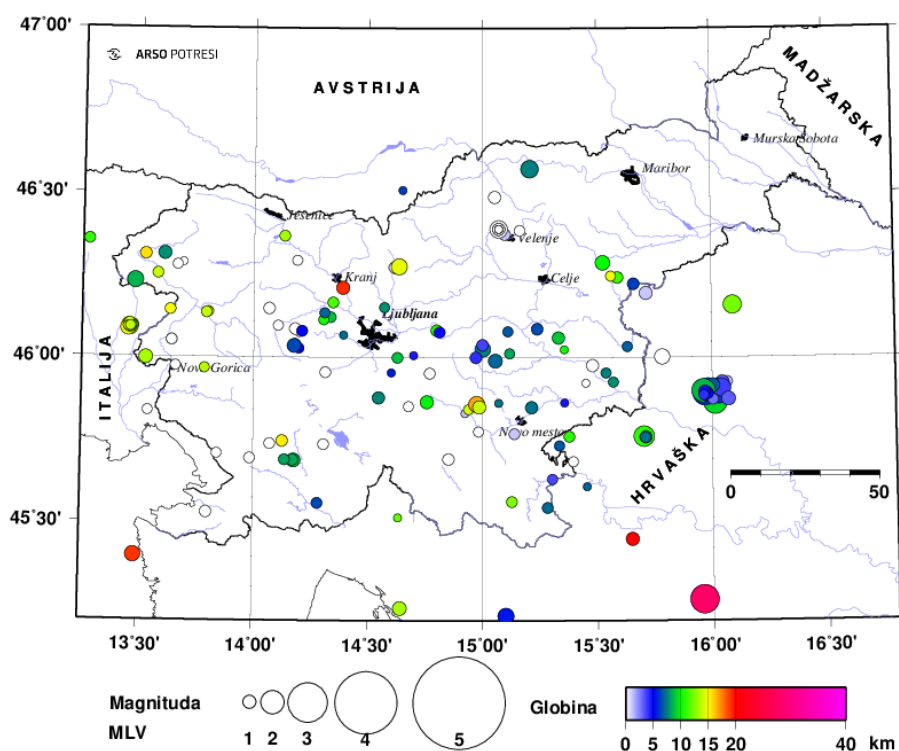 47°00'
ARSO POTRESI
AVSTRIJA
MADŽARSKA
Murska Sobota
46°30'
Maribor
Jesenice
Velenje
Kranj
Celje
Ljubljana
46°00'
Nova Gorica
ITALIJA
Novo mesto
HRVAŠKA
0 50
45°30'
13°30' 14°00' 14°30' 15°00' 15°30' 16°00' 16°30'
Magnituda
MLV
1 2 3 4 5
Globina
0 5 10 15 20 40 km